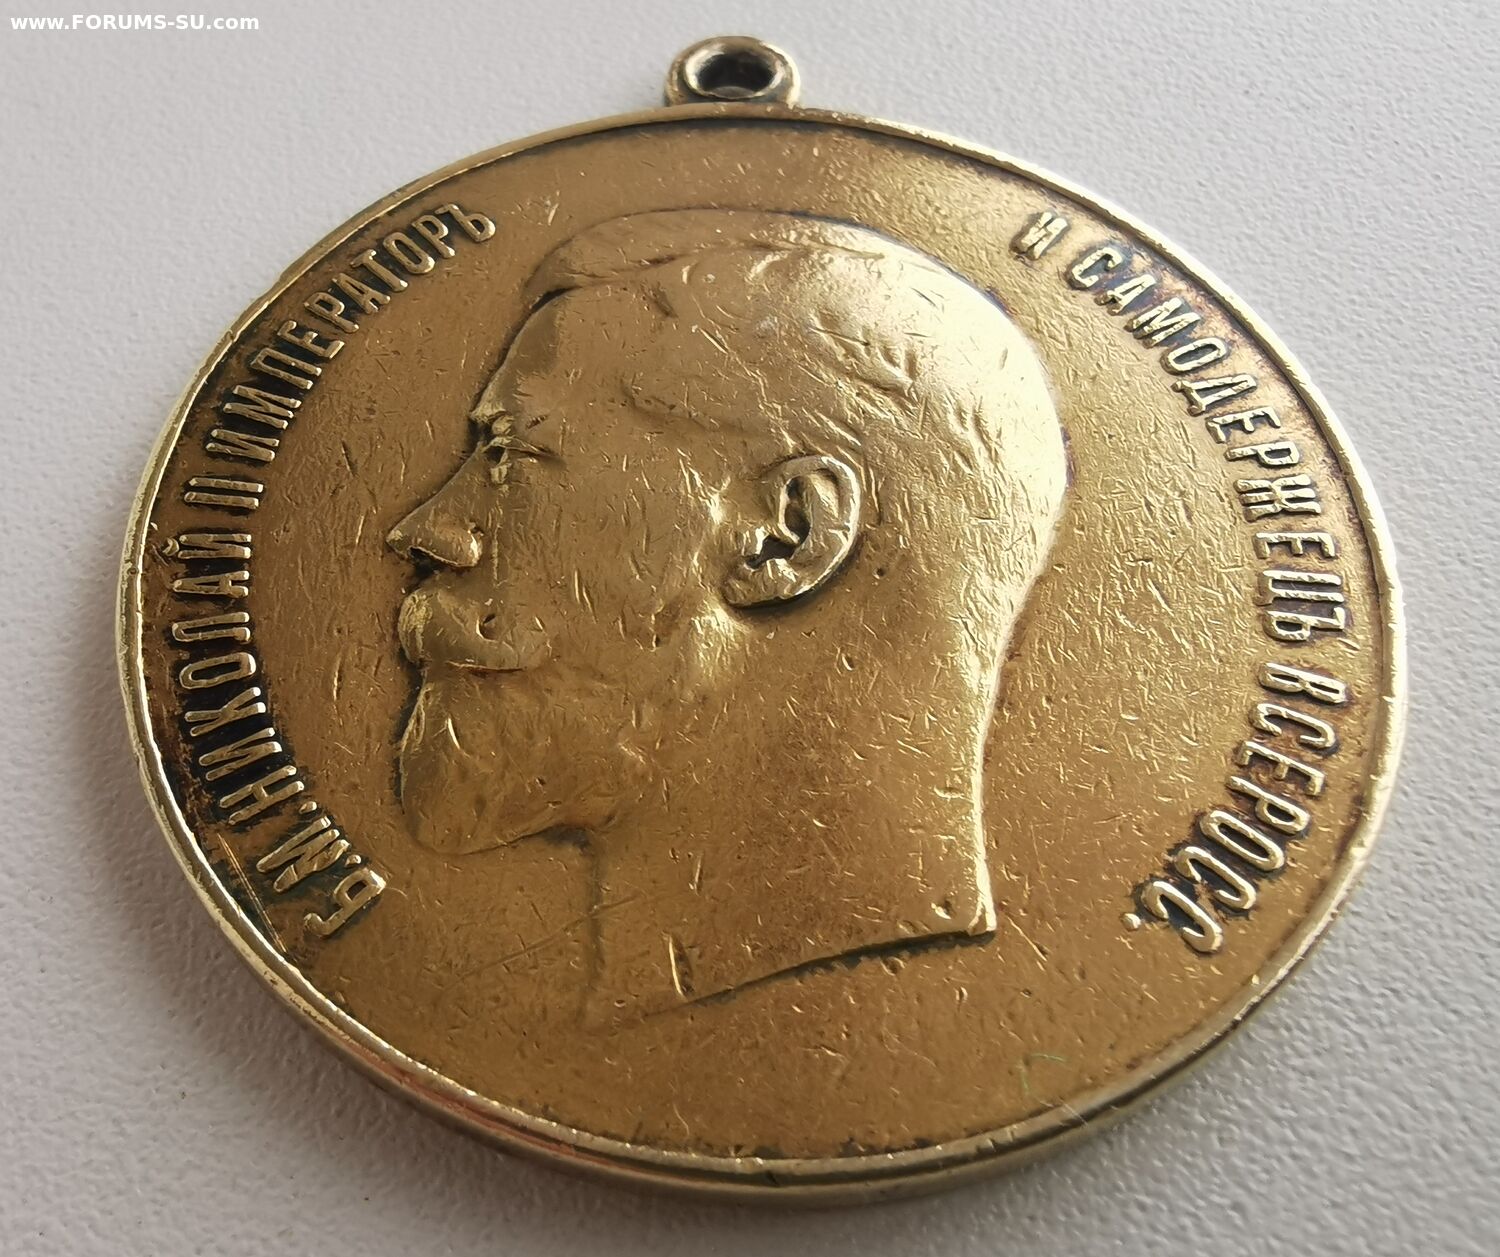 www.FORUMS-SU.com
Б.М.НИКОЛАЙ II ИМПЕРАТОРЪ
И САМОДЕРЖЕЦЪ ВСЕРОСС.